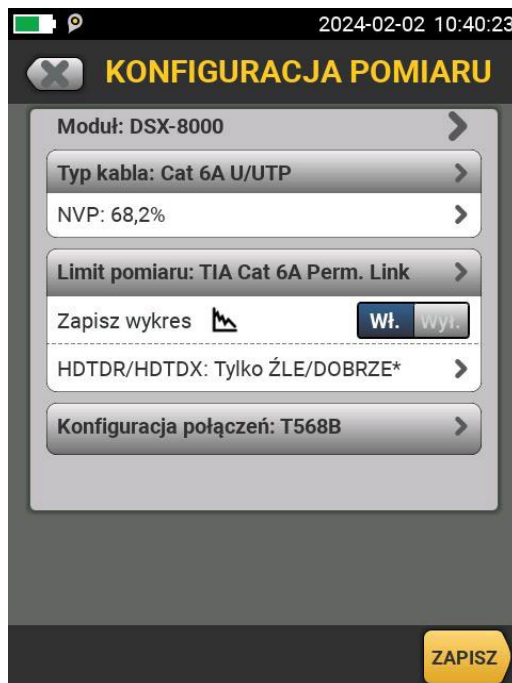 2024-02-02 10:40:23
KONFIGURACJA POMIARU
Moduł: DSX-8000
Typ kabla: Cat 6A U/UTP
NVP: 68,2%
Limit pomiaru: TIA Cat 6A Perm. Link
Zapisz wykres Wł. Wył.
HDTDR/HDTDX: Tylko ŹLE/DOBRZE*
Konfiguracja połączeń: T568B
ZAPISZ